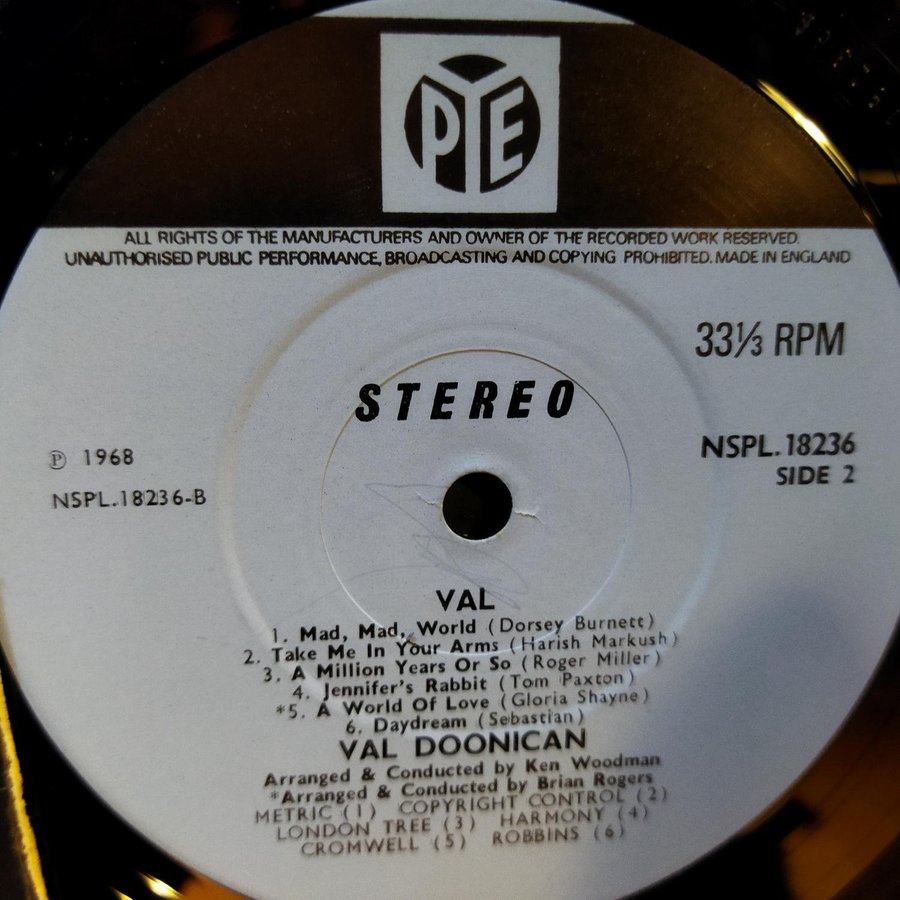 PYE
ALL RIGHTS OF THE MANUFACTURERS AND OWNER OF THE RECORDED WORK RESERVED.
UNAUTHORISED PUBLIC PERFORMANCE, BROADCASTING AND COPYING PROHIBITED. MADE IN ENGLAND
33⅓ RPM
STEREO
℗ 1968
NSPL.18236-B
NSPL.18236
SIDE 2
VAL
1. Mad, Mad, World (Dorsey Burnett)
2. Take Me In Your Arms (Harish Markush)
3. A Million Years Or So (Roger Miller)
4. Jennifer's Rabbit (Tom Paxton)
*5. A World Of Love (Gloria Shayne)
6. Daydream (Sebastian)
VAL DOONICAN
Arranged & Conducted by Ken Woodman
*Arranged & Conducted by Brian Rogers
METRIC (1) COPYRIGHT CONTROL (2)
LONDON TREE (3) HARMONY (4)
CROMWELL (5) ROBBINS (6)